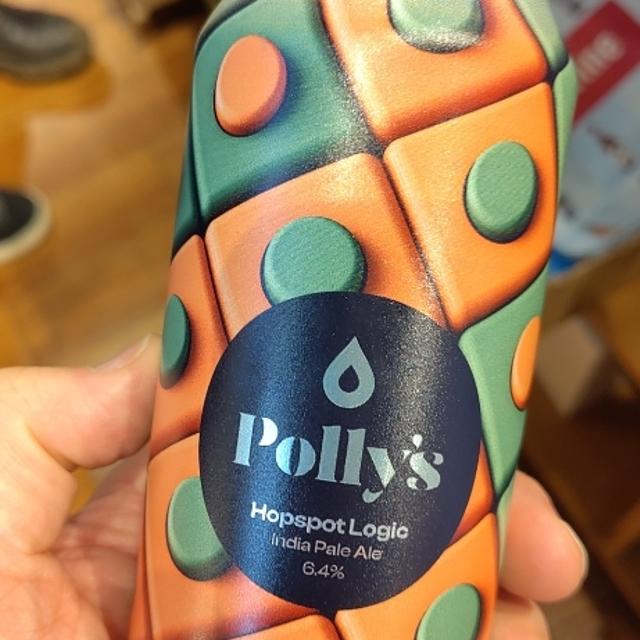 Polly's
Hopspot Logic
India Pale Ale
6.4%